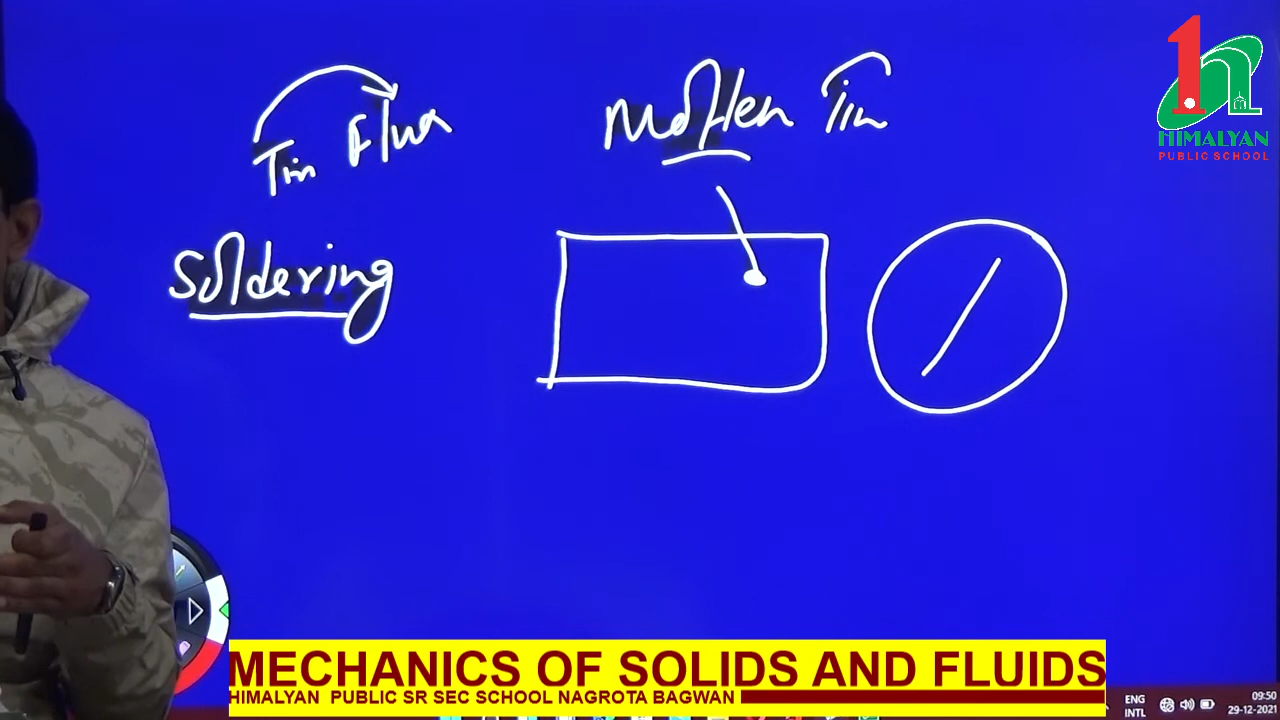 Tin Flux
Molten Tin
Soldering
HIMALYAN
PUBLIC SCHOOL
MECHANICS OF SOLIDS AND FLUIDS
HIMALYAN PUBLIC SR SEC SCHOOL NAGROTA BAGWAN
ENG
INTL
09:50
29-12-2021